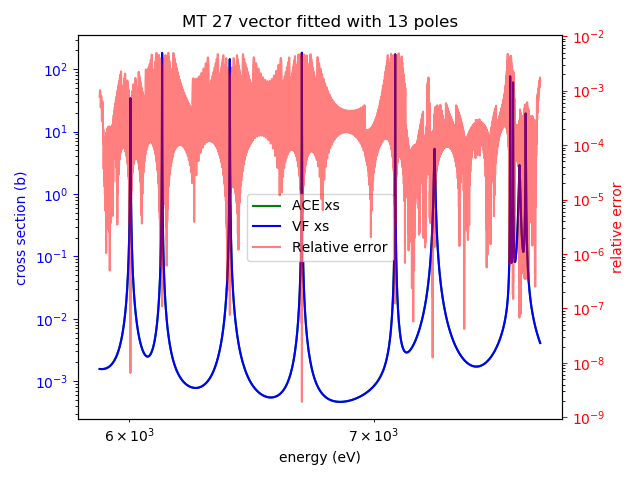 MT 27 vector fitted with 13 poles
10²
10¹
10⁰
10⁻¹
10⁻²
10⁻³
cross section (b)
ACE xs
VF xs
Relative error
10⁻²
10⁻³
10⁻⁴
10⁻⁵
10⁻⁶
10⁻⁷
10⁻⁸
10⁻⁹
relative error
6 × 10³
7 × 10³
energy (eV)